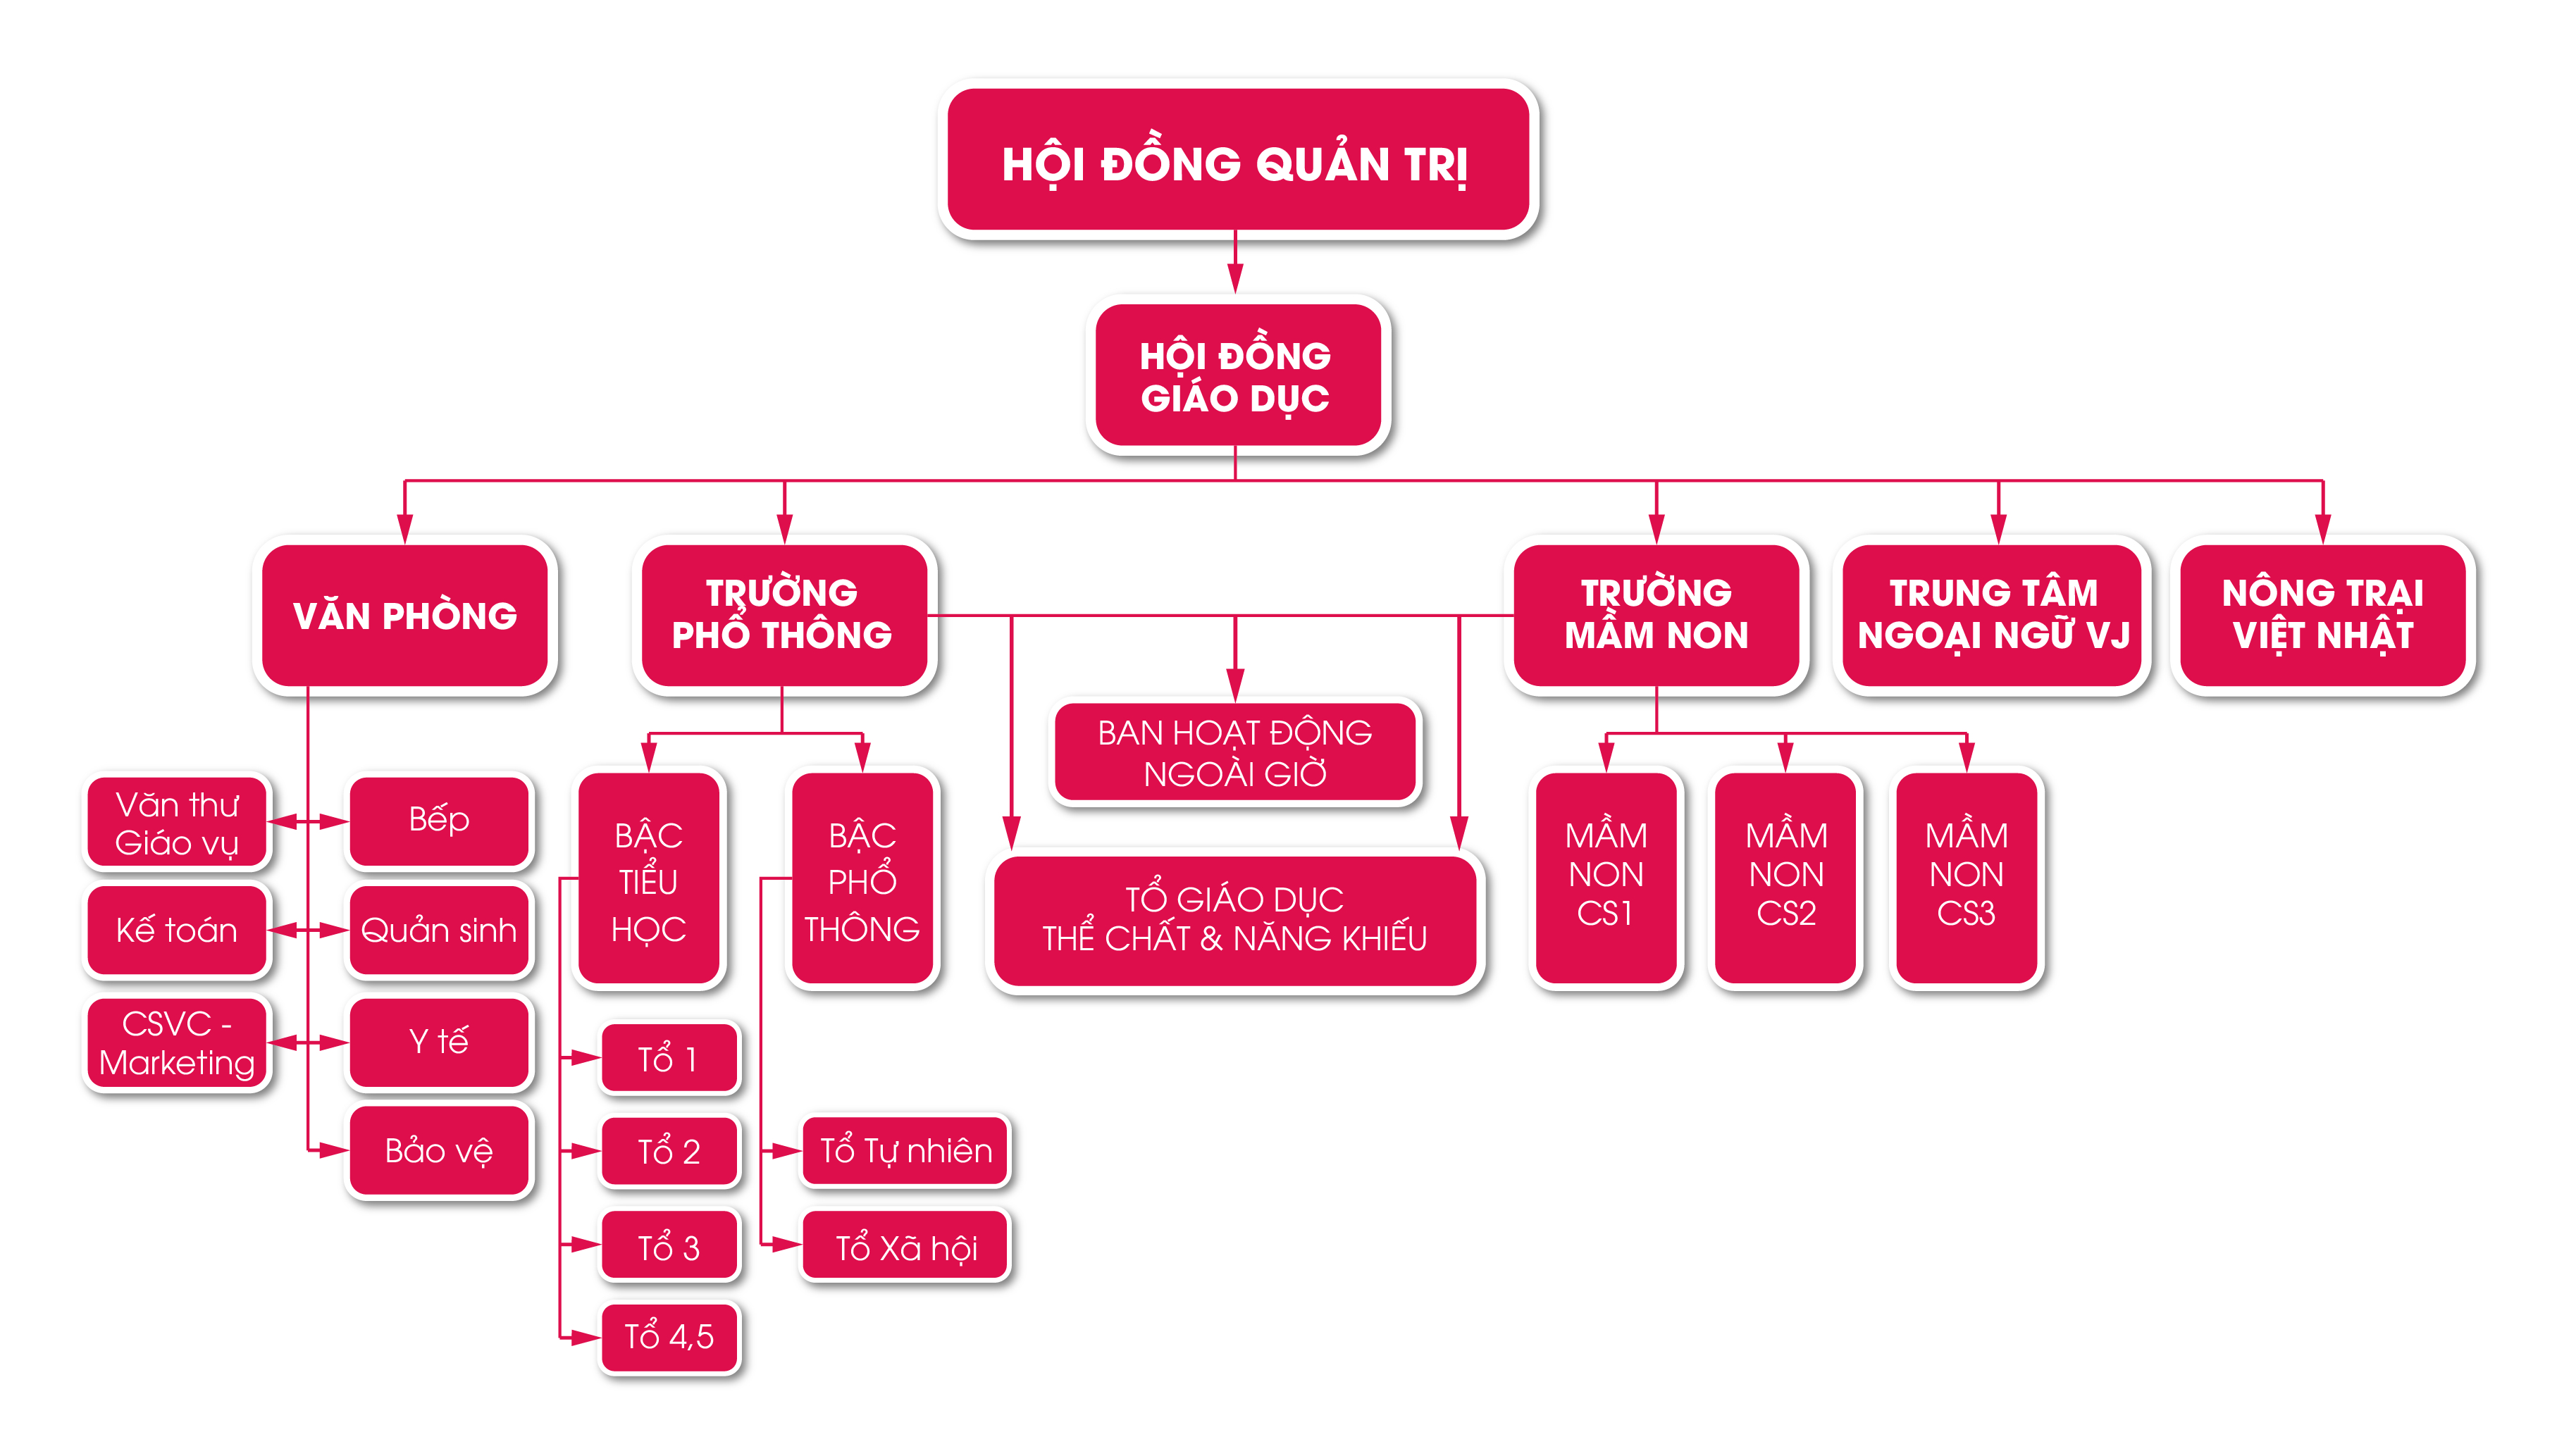 HỘI ĐỒNG QUẢN TRỊ
HỘI ĐỒNG
GIÁO DỤC
VĂN PHÒNG
TRƯỜNG
PHỔ THÔNG
TRƯỜNG
MẦM NON
TRUNG TÂM
NGOẠI NGỮ VJ
NÔNG TRẠI
VIỆT NHẬT
BAN HOẠT ĐỘNG
NGOÀI GIỜ
TỔ GIÁO DỤC
THỂ CHẤT & NĂNG KHIẾU
Văn thư
Giáo vụ
Bếp
Kế toán
Quản sinh
CSVC -
Marketing
Y tế
Bảo vệ
BẬC
TIỂU
HỌC
BẬC
PHỔ
THÔNG
MẦM
NON
CS1
MẦM
NON
CS2
MẦM
NON
CS3
Tổ 1
Tổ 2
Tổ 3
Tổ 4,5
Tổ Tự nhiên
Tổ Xã hội